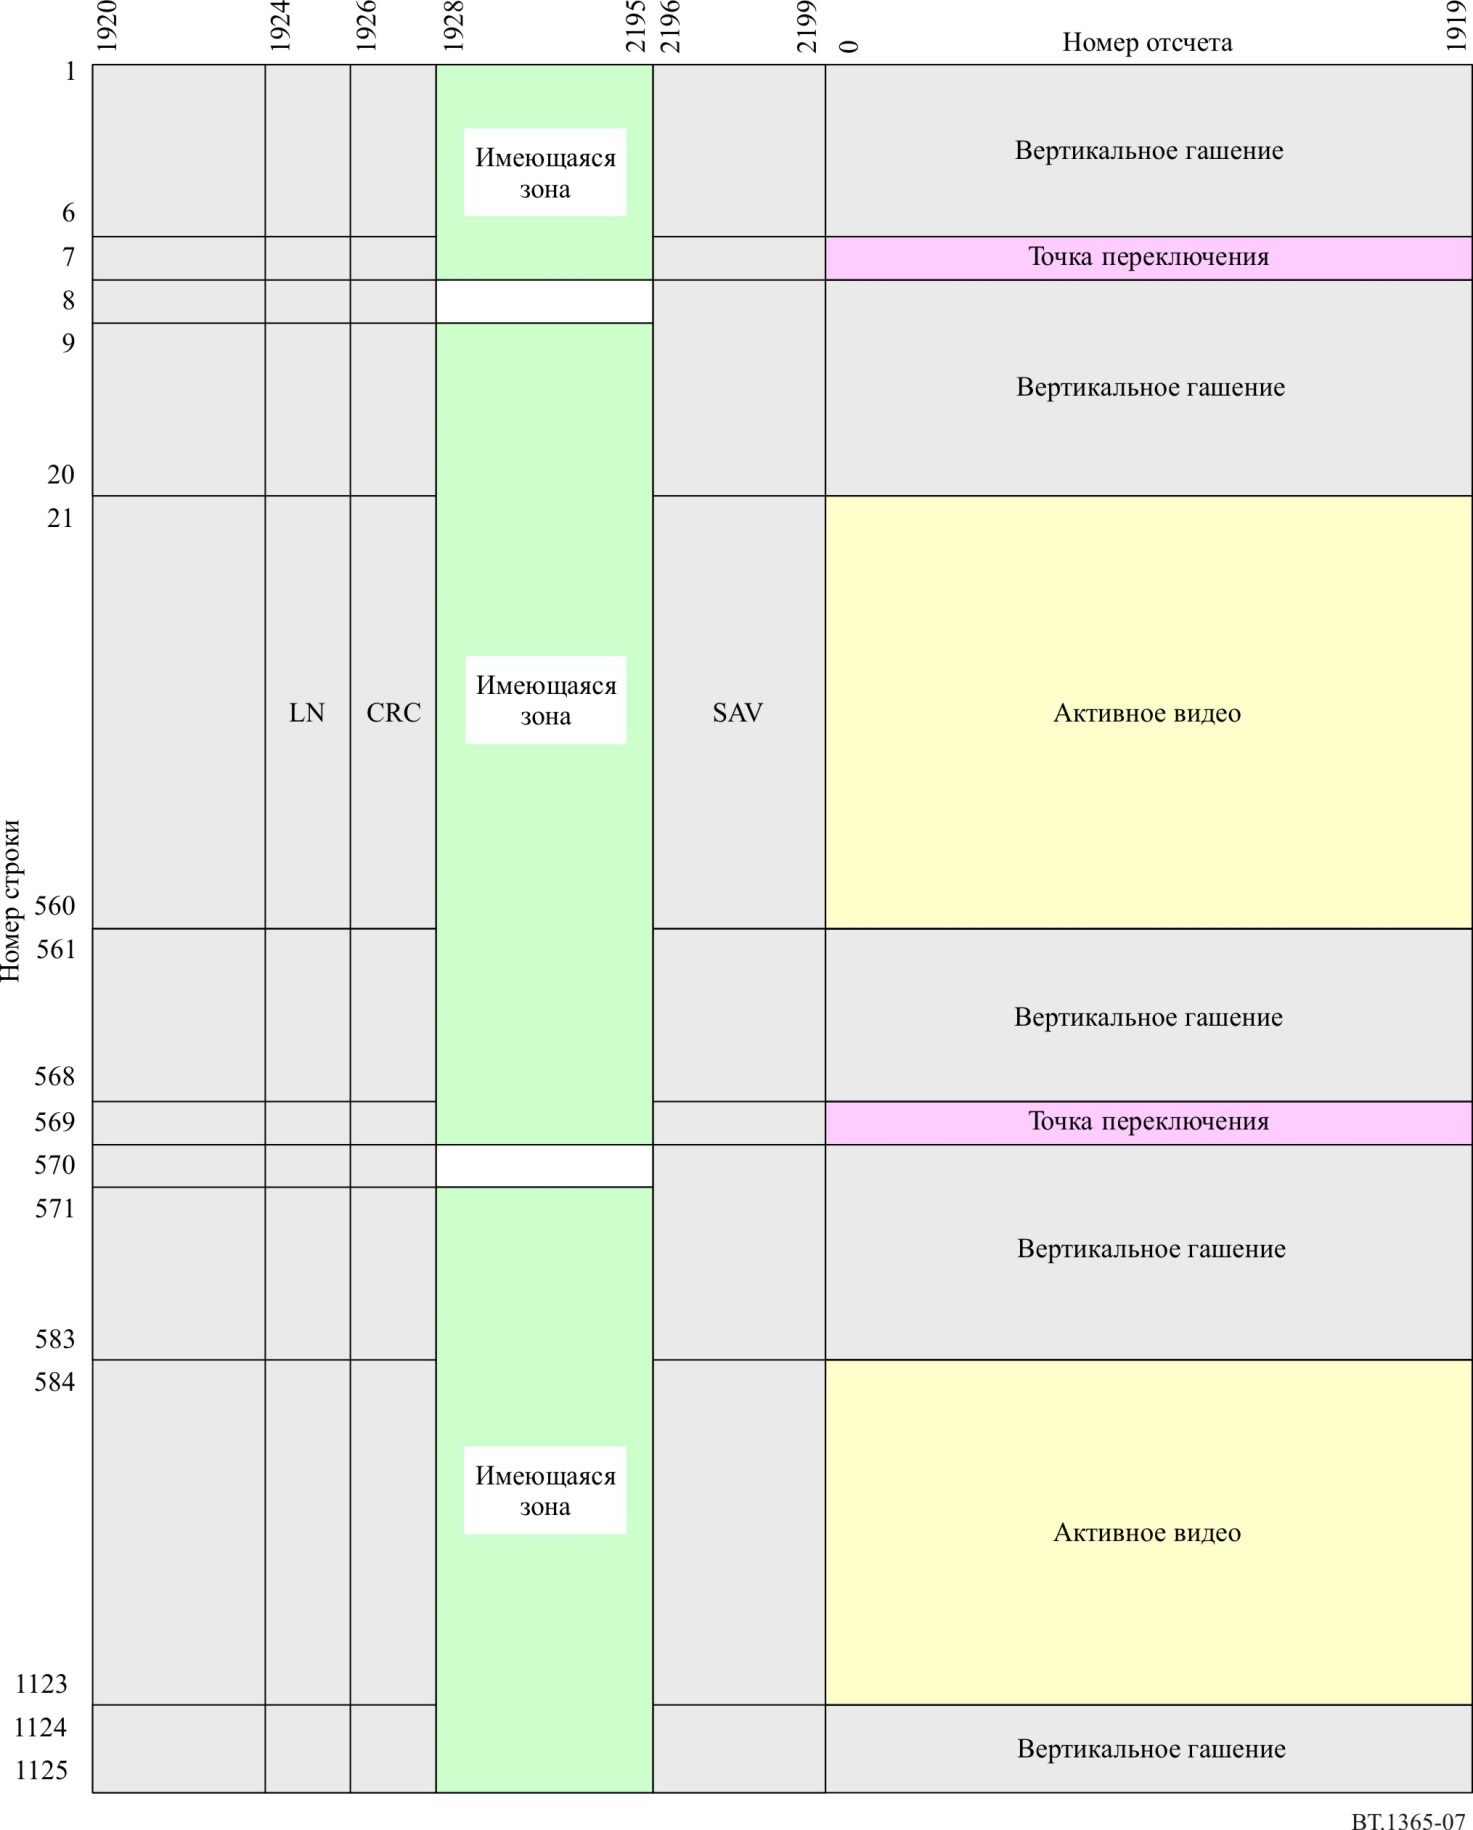 1920
1924
1926
1928
2195
2196
2199
0
Номер отсчета
1919
Номер строки
1
Имеющаяся
зона
Вертикальное гашение
6
7
Точка переключения
8
9
Вертикальное гашение
20
21
LN
CRC
Имеющаяся
зона
SAV
Активное видео
560
561
Вертикальное гашение
568
569
Точка переключения
570
571
Вертикальное гашение
583
584
Имеющаяся
зона
Активное видео
1123
1124
Вертикальное гашение
1125
BT.1365-07